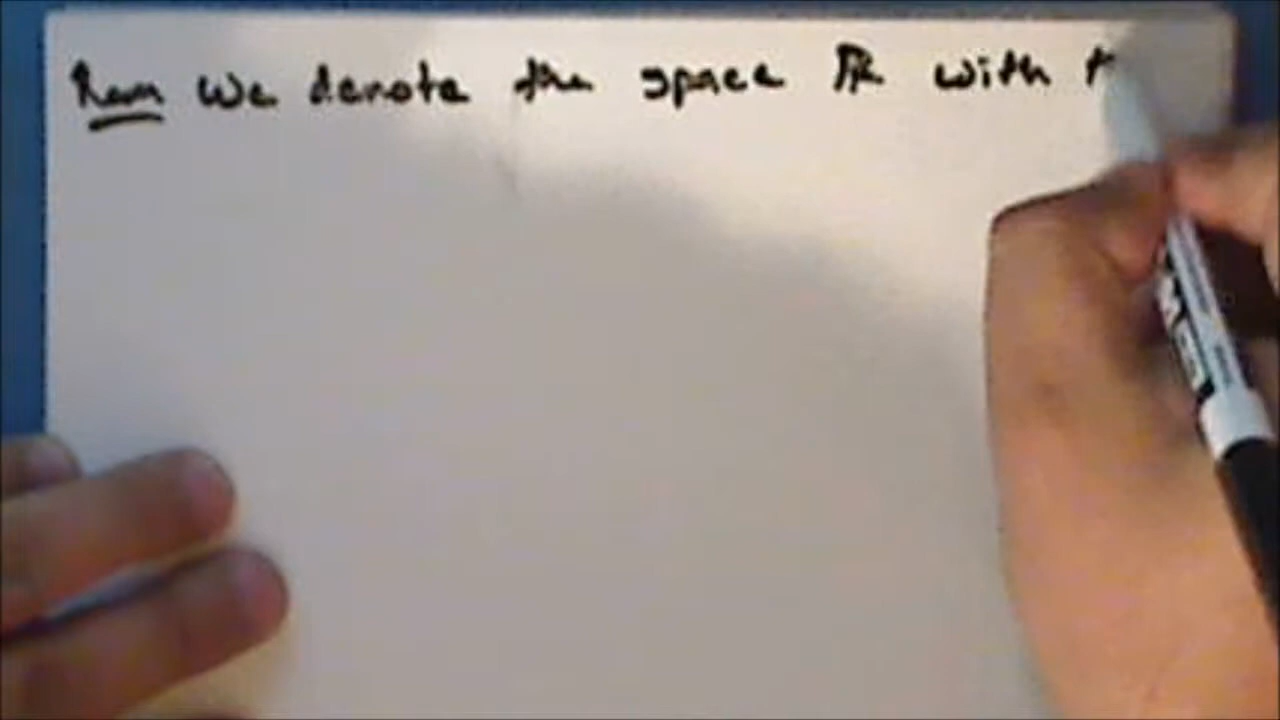 Rem We denote the space ℝ with t